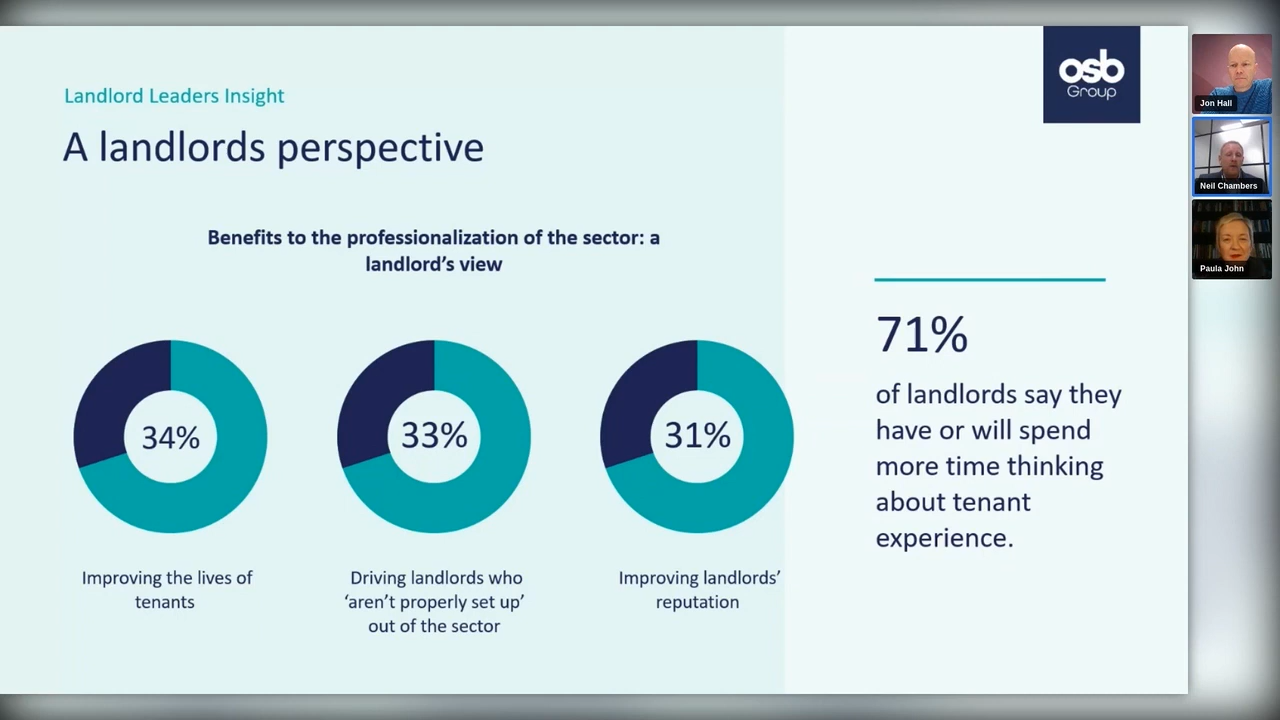 Landlord Leaders Insight
A landlords perspective
osb
Group
Benefits to the professionalization of the sector: a
landlord’s view
34%
33%
31%
Improving the lives of
tenants
Driving landlords who
‘aren’t properly set up’
out of the sector
Improving landlords’
reputation
71%
of landlords say they
have or will spend
more time thinking
about tenant
experience.
Jon Hall
Neil Chambers
Paula John